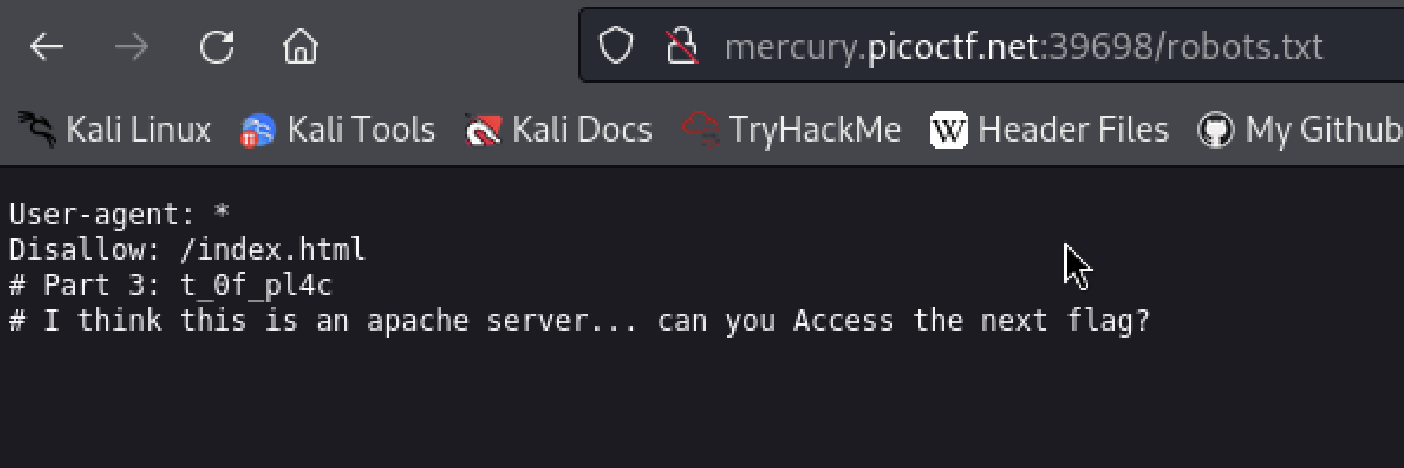 mercury.picoctf.net:39698/robots.txt
Kali Linux Kali Tools Kali Docs TryHackMe W Header Files My Github
User-agent: *
Disallow: /index.html
# Part 3: t_0f_pl4c
# I think this is an apache server... can you Access the next flag?